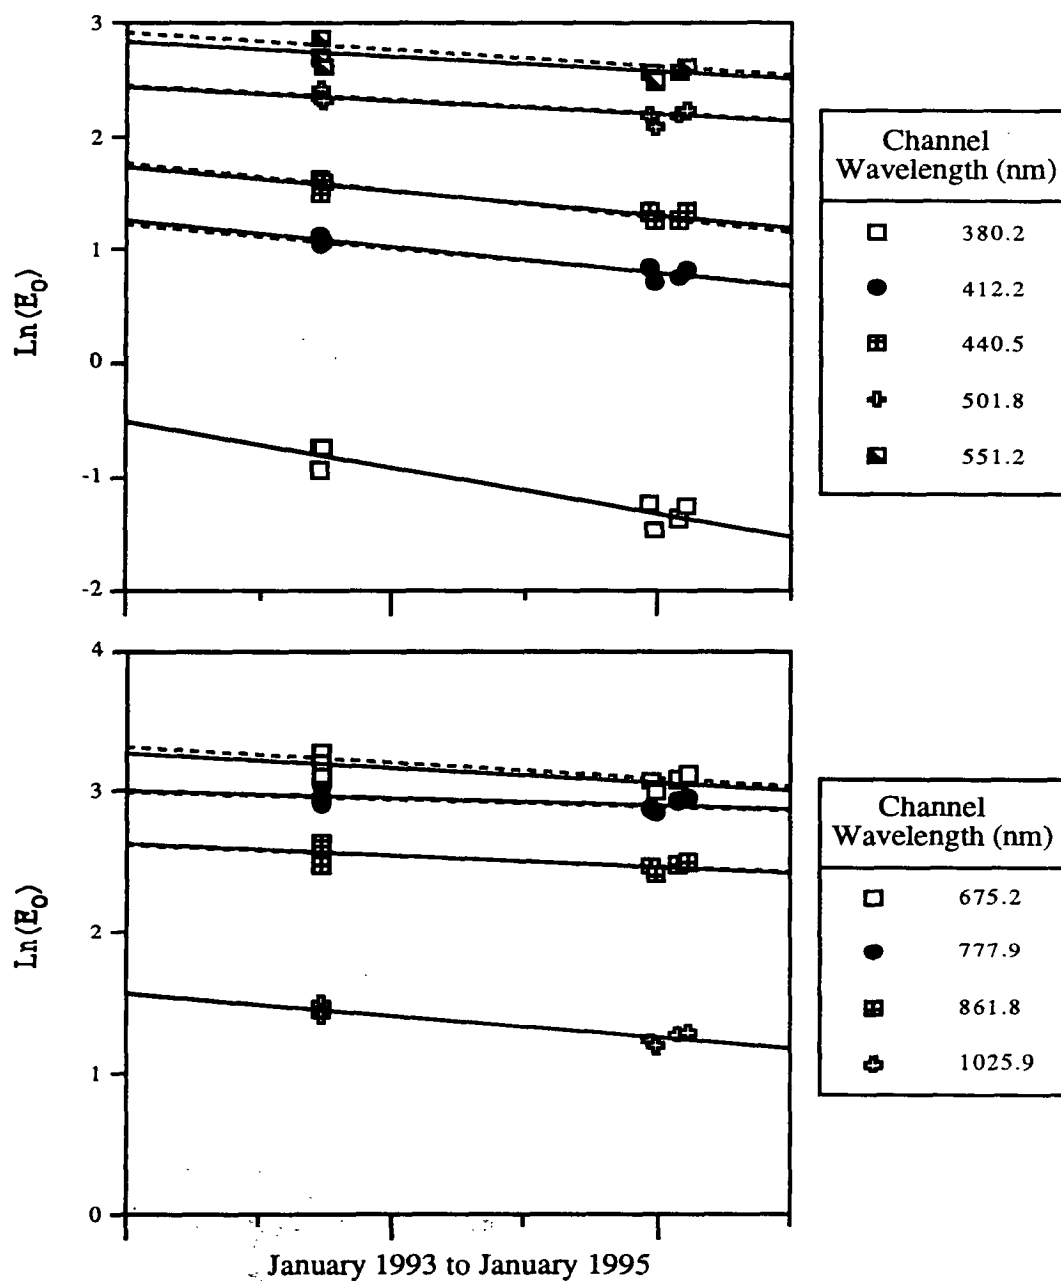 3
2
1
0
-1
-2
Ln(E0)
Channel
Wavelength (nm)
380.2
412.2
440.5
501.8
551.2
4
3
2
1
0
Ln(E0)
Channel
Wavelength (nm)
675.2
777.9
861.8
1025.9
January 1993 to January 1995